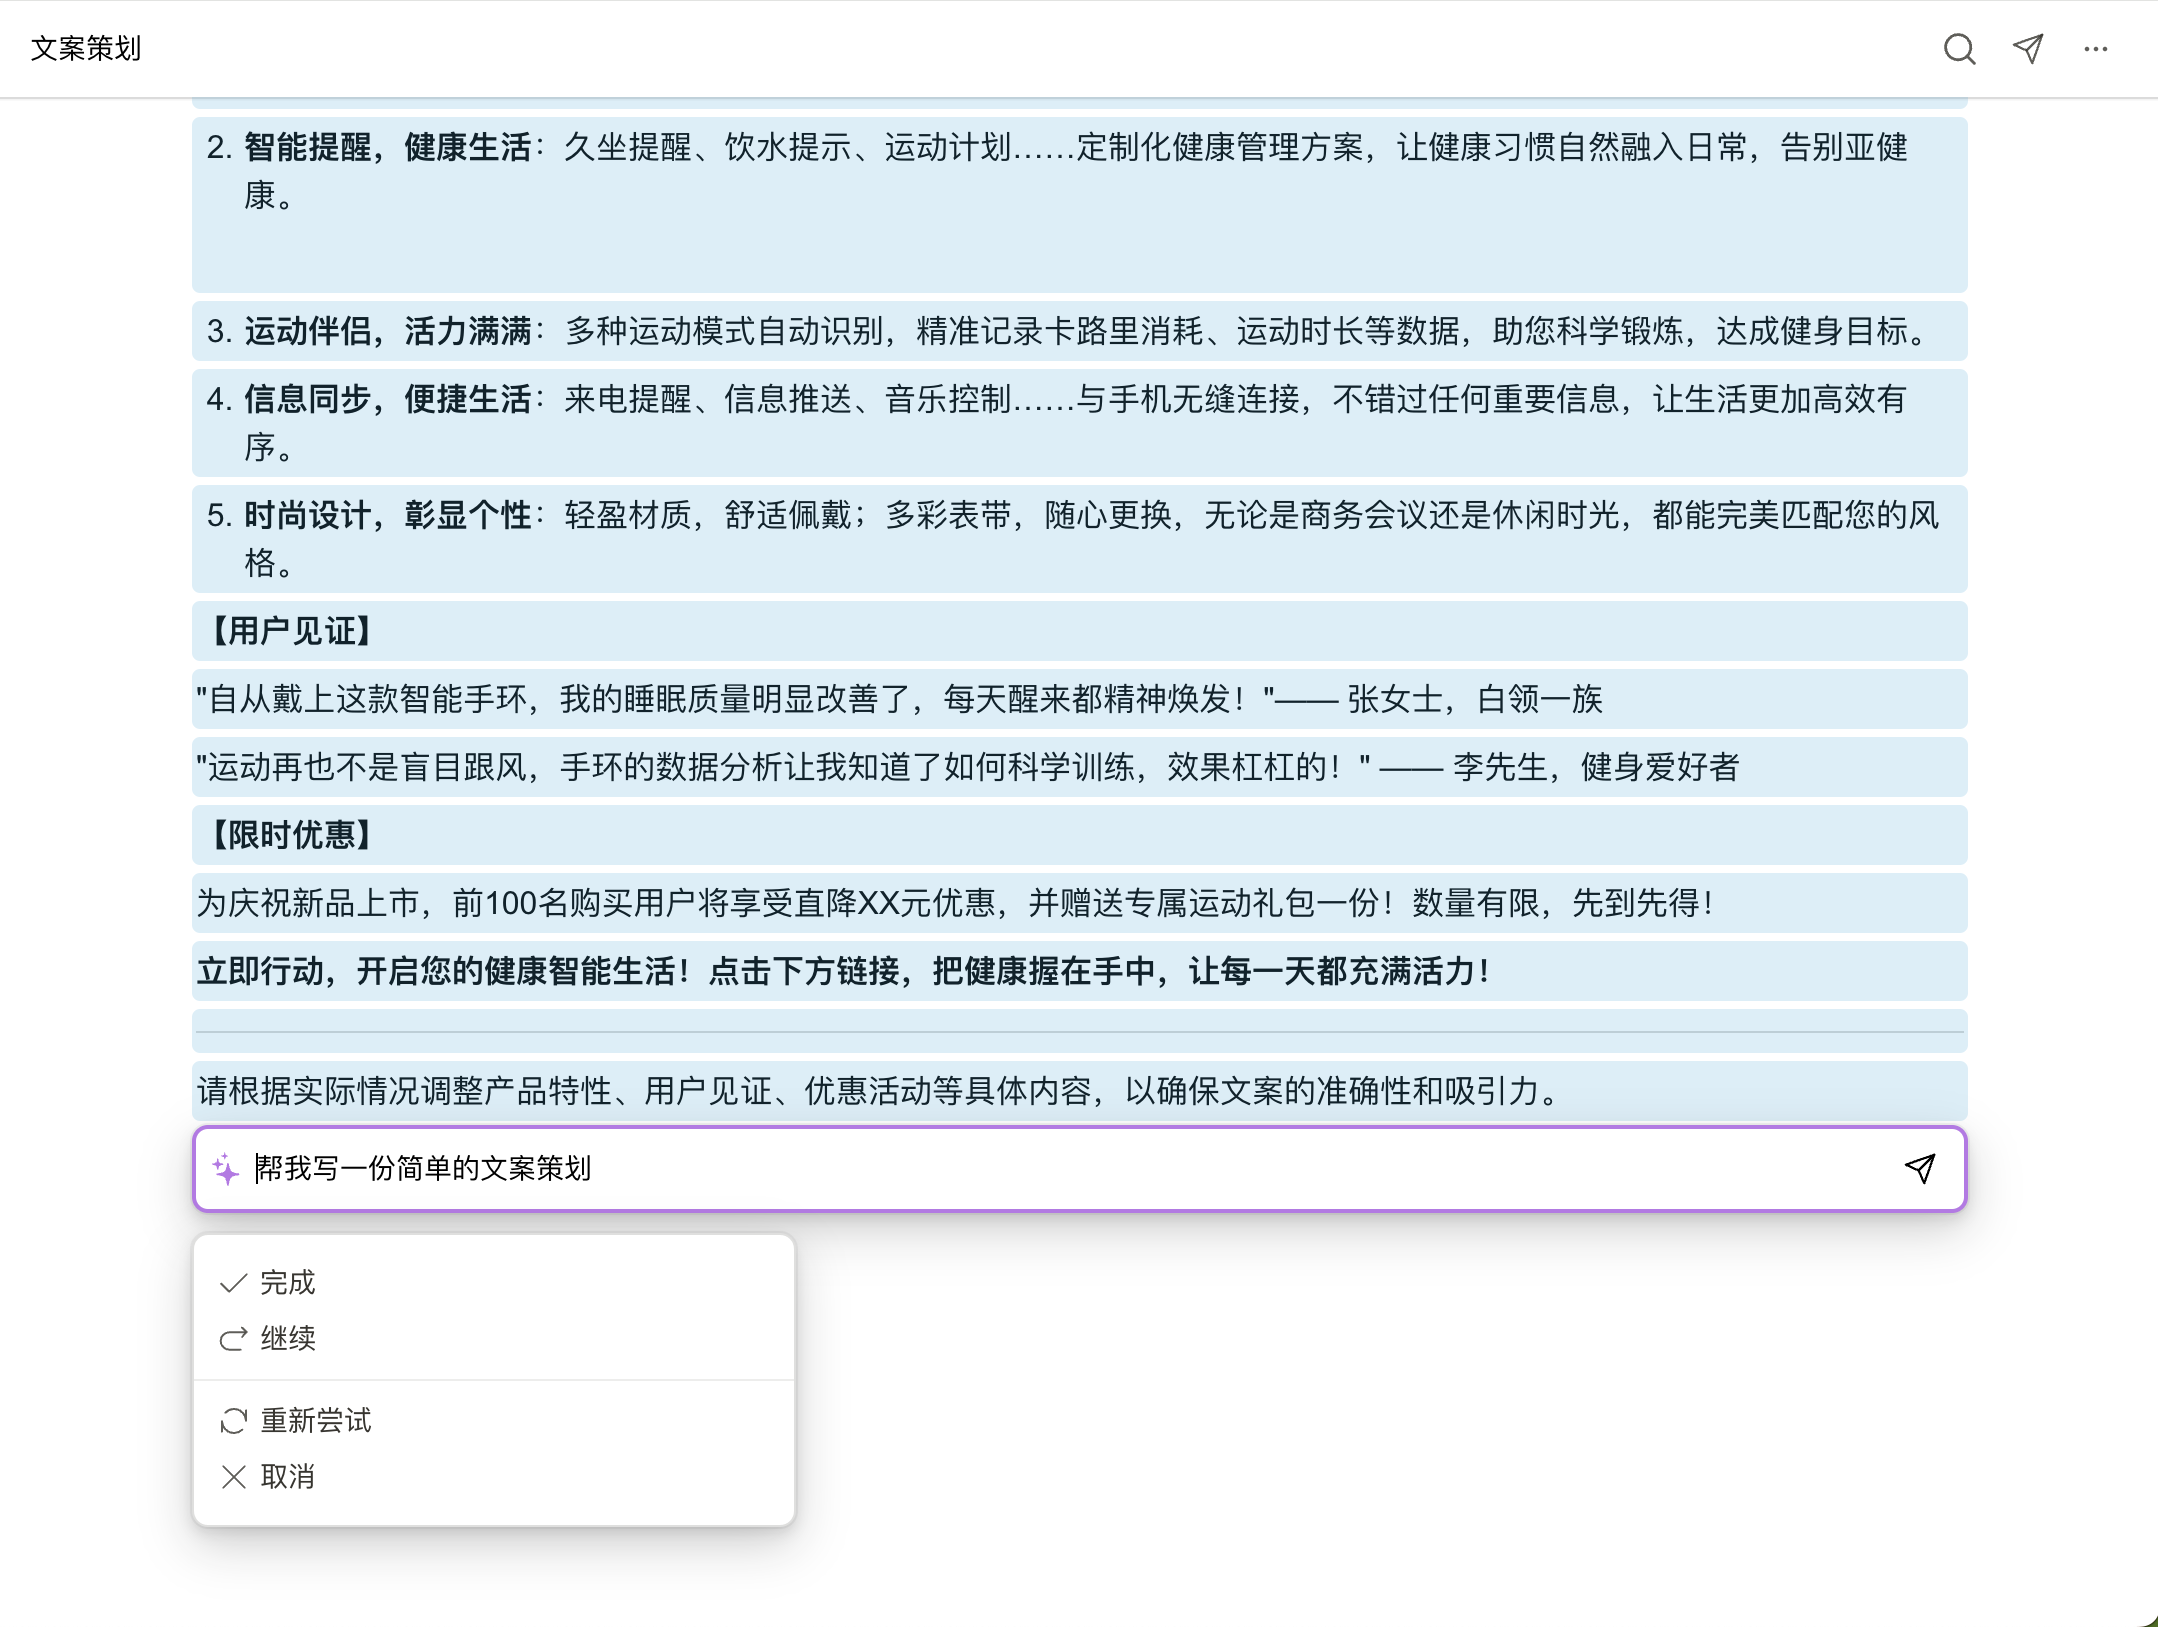 文案策划
2. 智能提醒，健康生活：久坐提醒、饮水提示、运动计划……定制化健康管理方案，让健康习惯自然融入日常，告别亚健
康。
3. 运动伴侣，活力满满：多种运动模式自动识别，精准记录卡路里消耗、运动时长等数据，助您科学锻炼，达成健身目标。
4. 信息同步，便捷生活：来电提醒、信息推送、音乐控制……与手机无缝连接，不错过任何重要信息，让生活更加高效有
序。
5. 时尚设计，彰显个性：轻盈材质，舒适佩戴；多彩表带，随心更换，无论是商务会议还是休闲时光，都能完美匹配您的风
格。
【用户见证】
"自从戴上这款智能手环，我的睡眠质量明显改善了，每天醒来都精神焕发！"—— 张女士，白领一族
"运动再也不是盲目跟风，手环的数据分析让我知道了如何科学训练，效果杠杠的！" —— 李先生，健身爱好者
【限时优惠】
为庆祝新品上市，前100名购买用户将享受直降XX元优惠，并赠送专属运动礼包一份！数量有限，先到先得！
立即行动，开启您的健康智能生活！点击下方链接，把健康握在手中，让每一天都充满活力！
请根据实际情况调整产品特性、用户见证、优惠活动等具体内容，以确保文案的准确性和吸引力。
帮我写一份简单的文案策划
完成
继续
重新尝试
取消